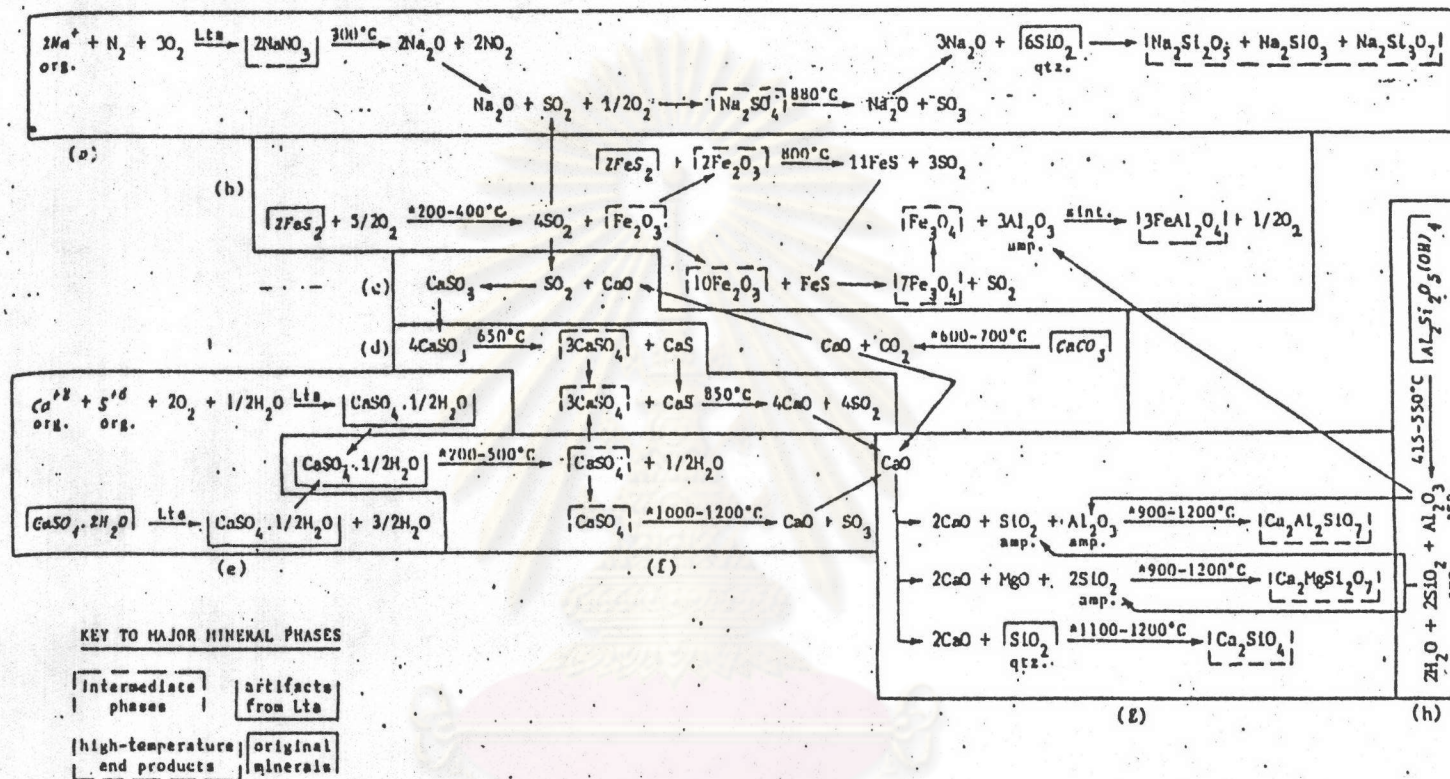 2Na+ + N2 + 3O2 Lta→ 2NaNO3 300°C→ 2Na2O + 2NO2
org.
3Na2O + 6SiO2 → Na2Si2O5 + Na2SiO3 + Na2Si3O7
qtz.
Na2O + SO2 + 1/2O2 → Na2SO4 880°C→ Na2O + SO3
(a)
2FeS2 + 2Fe2O3 800°C→ 11FeS + 3SO2
(b)
2FeS2 + 5/2O2 *200-400°C→ 4SO2 + Fe2O3
Fe3O4 + 3Al2O3 sint.→ 3FeAl2O4 + 1/2O2
amp.
(c) CaSO3 ← SO2 + CaO
10Fe2O3 + FeS → 7Fe3O4 + SO2
(d) 4CaSO3 650°C→ 3CaSO4 + CaS
CaO + CO2 ←*600-700°C CaCO3
Ca+2 + S+6 + 2O2 + 1/2H2O Lta→ CaSO4.1/2H2O
org. org.
3CaSO4 + CaS 850°C→ 4CaO + 4SO2
CaSO4.1/2H2O *200-500°C→ CaSO4 + 1/2H2O
CaO
CaSO4.2H2O Lta→ CaSO4.1/2H2O + 3/2H2O
CaSO4 *1000-1200°C→ CaO + SO3
(e)
(f)
2CaO + SiO2 + Al2O3 *900-1200°C→ Ca2Al2SiO7
amp. amp.
2CaO + MgO + 2SiO2 *900-1200°C→ Ca2MgSi2O7
amp.
2CaO + SiO2 *1100-1200°C→ Ca2SiO4
qtz.
(g)
Al2Si2O5(OH)4
415-550°C
2H2O + 2SiO2 + Al2O3
(h)
KEY TO MAJOR MINERAL PHASES
intermediate phases
artifacts from Lta
high-temperature end products
original minerals